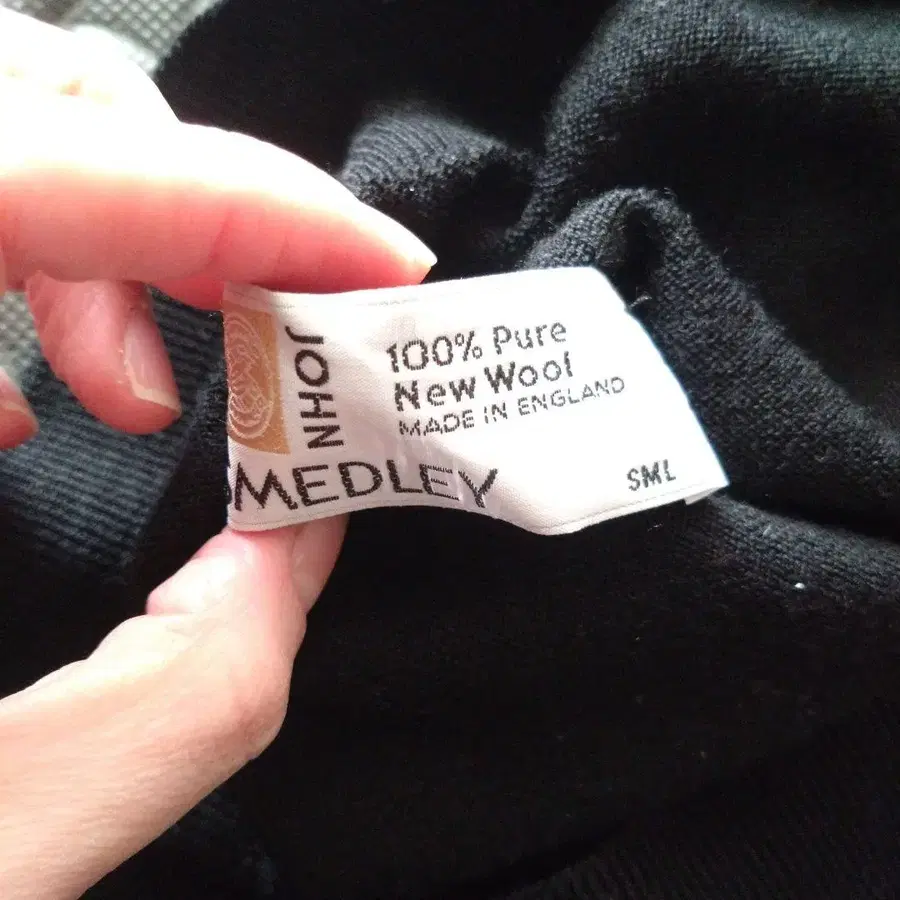 JOHN
SMEDLEY
100% Pure
New Wool
MADE IN ENGLAND
SML